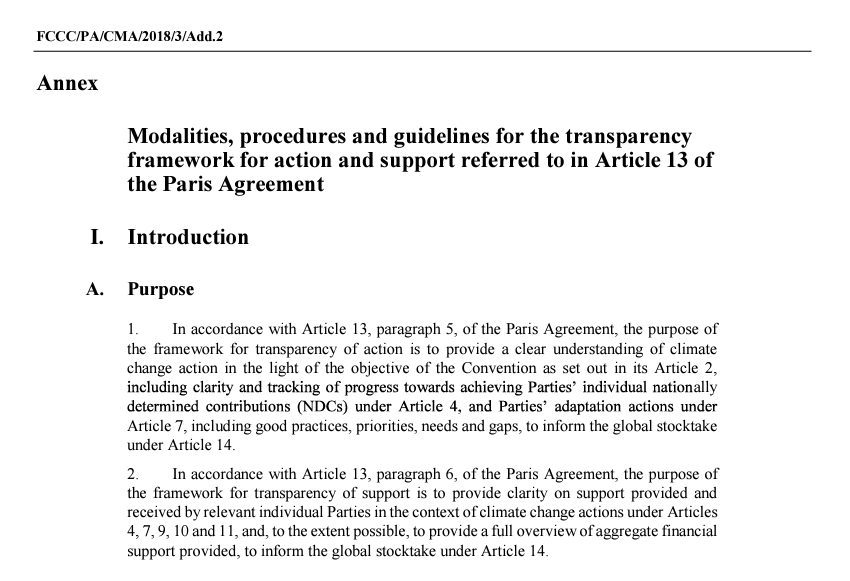 FCCC/PA/CMA/2018/3/Add.2
Annex
Modalities, procedures and guidelines for the transparency
framework for action and support referred to in Article 13 of
the Paris Agreement
I. Introduction
A. Purpose
1. In accordance with Article 13, paragraph 5, of the Paris Agreement, the purpose of
the framework for transparency of action is to provide a clear understanding of climate
change action in the light of the objective of the Convention as set out in its Article 2,
including clarity and tracking of progress towards achieving Parties’ individual nationally
determined contributions (NDCs) under Article 4, and Parties’ adaptation actions under
Article 7, including good practices, priorities, needs and gaps, to inform the global stocktake
under Article 14.
2. In accordance with Article 13, paragraph 6, of the Paris Agreement, the purpose of
the framework for transparency of support is to provide clarity on support provided and
received by relevant individual Parties in the context of climate change actions under Articles
4, 7, 9, 10 and 11, and, to the extent possible, to provide a full overview of aggregate financial
support provided, to inform the global stocktake under Article 14.